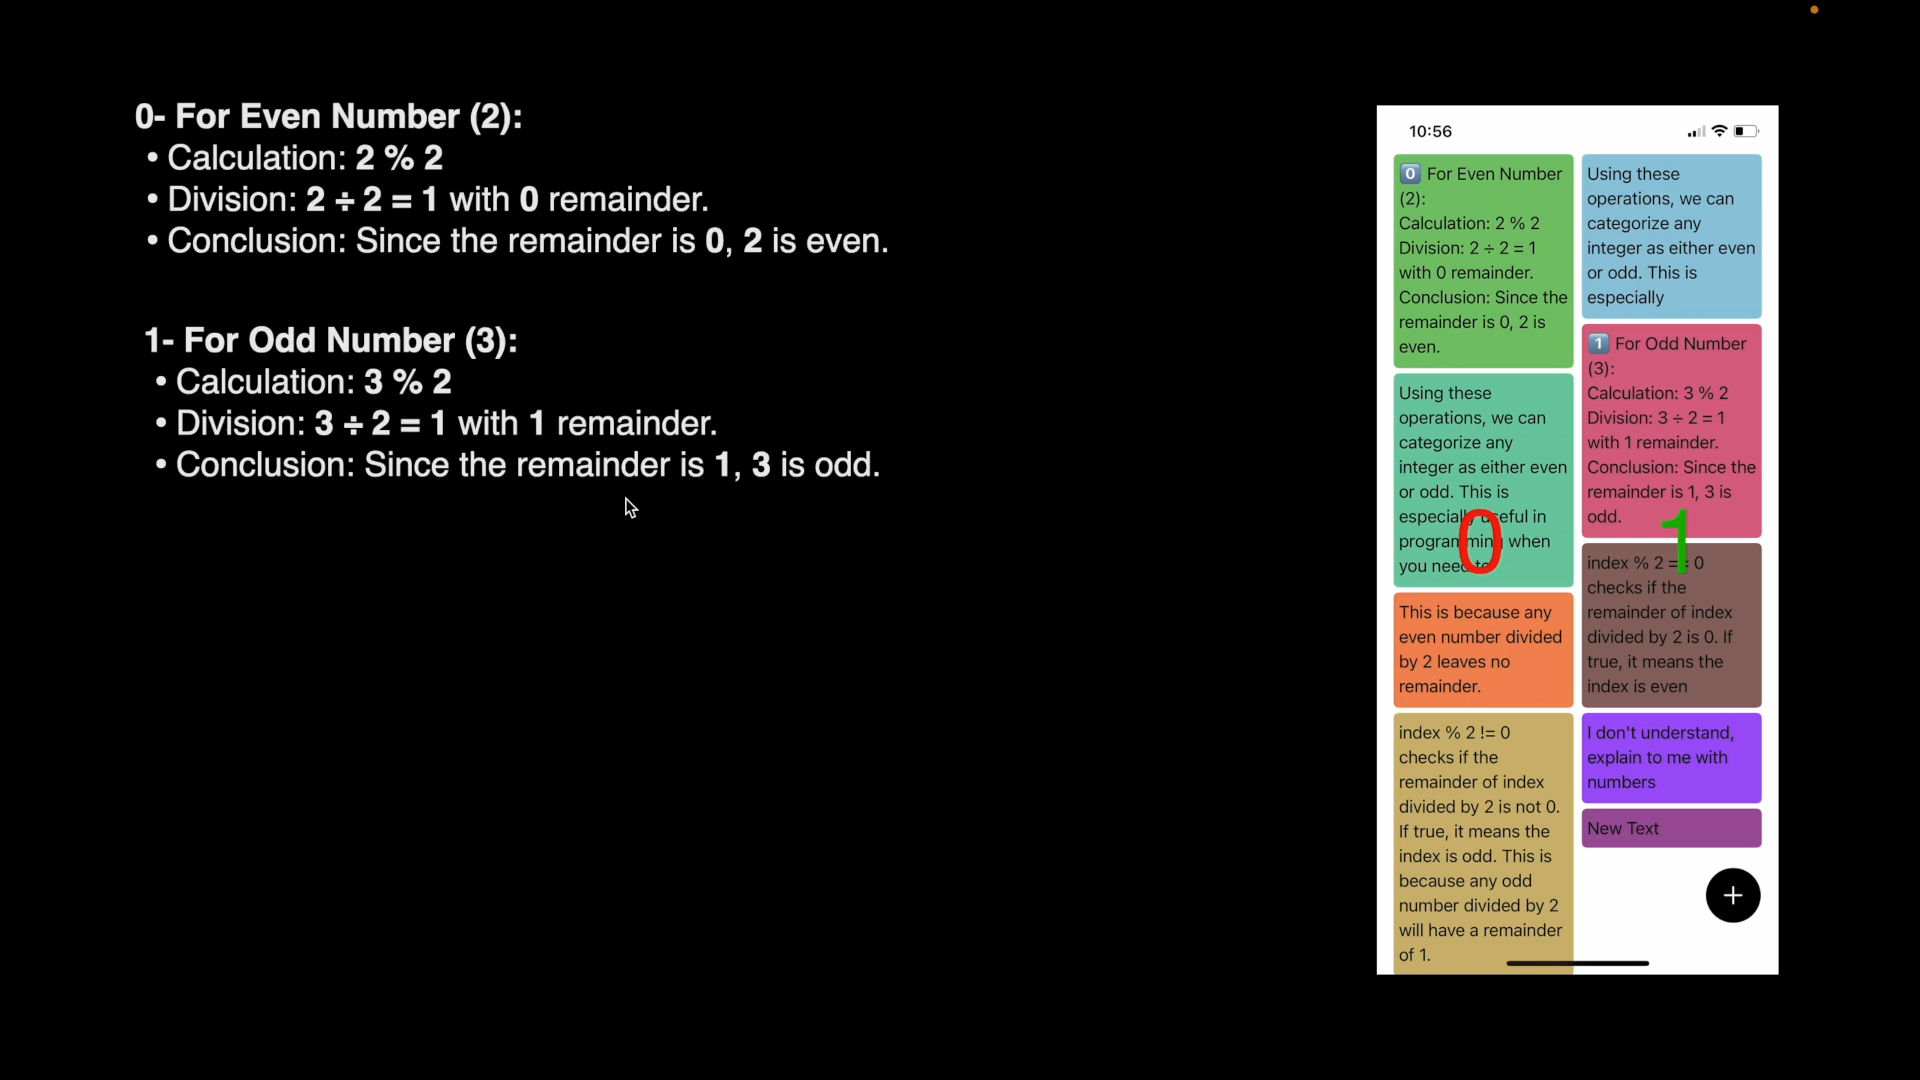 0- For Even Number (2):
• Calculation: 2 % 2
• Division: 2 ÷ 2 = 1 with 0 remainder.
• Conclusion: Since the remainder is 0, 2 is even.
1- For Odd Number (3):
• Calculation: 3 % 2
• Division: 3 ÷ 2 = 1 with 1 remainder.
• Conclusion: Since the remainder is 1, 3 is odd.
10:56
0 For Even Number
(2):
Calculation: 2 % 2
Division: 2 ÷ 2 = 1
with 0 remainder.
Conclusion: Since the
remainder is 0, 2 is
even.
Using these
operations, we can
categorize any
integer as either even
or odd. This is
especially useful in
programming when
you need to
0
This is because any
even number divided
by 2 leaves no
remainder.
index % 2 != 0
checks if the
remainder of index
divided by 2 is not 0.
If true, it means the
index is odd. This is
because any odd
number divided by 2
will have a remainder
of 1.
Using these
operations, we can
categorize any
integer as either even
or odd. This is
especially
1 For Odd Number
(3):
Calculation: 3 % 2
Division: 3 ÷ 2 = 1
with 1 remainder.
Conclusion: Since the
remainder is 1, 3 is
odd.
1
index % 2 == 0
checks if the
remainder of index
divided by 2 is 0. If
true, it means the
index is even
I don't understand,
explain to me with
numbers
New Text
+